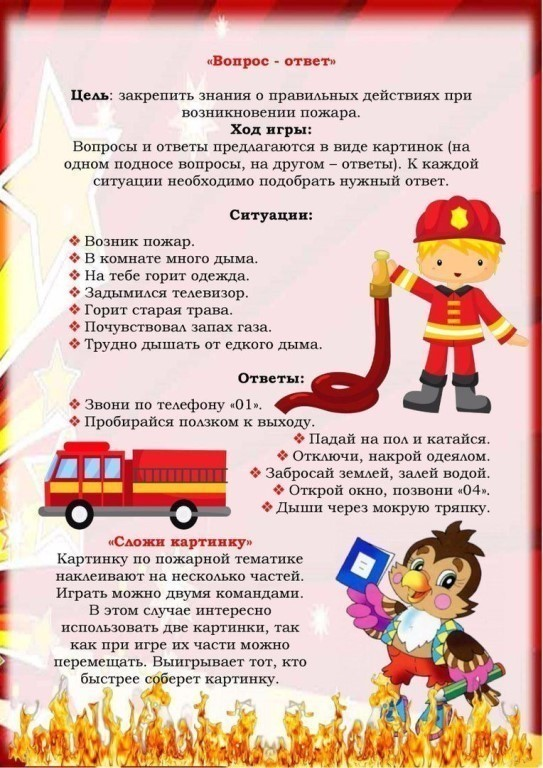 «Вопрос - ответ»
Цель: закрепить знания о правильных действиях при
возникновении пожара.
Ход игры:
Вопросы и ответы предлагаются в виде картинок (на
одном подносе вопросы, на другом – ответы). К каждой
ситуации необходимо подобрать нужный ответ.
Ситуации:
❖ Возник пожар.
❖ В комнате много дыма.
❖ На тебе горит одежда.
❖ Задымился телевизор.
❖ Горит старая трава.
❖ Почувствовал запах газа.
❖ Трудно дышать от едкого дыма.
Ответы:
❖ Звони по телефону «01».
❖ Пробирайся ползком к выходу.
❖ Падай на пол и катайся.
❖ Отключи, накрой одеялом.
❖ Забросай землей, залей водой.
❖ Открой окно, позвони «04».
❖ Дыши через мокрую тряпку.
«Сложи картинку»
Картинку по пожарной тематике
наклеивают на несколько частей.
Играть можно двумя командами.
В этом случае интересно
использовать две картинки, так
как при игре их части можно
перемещать. Выигрывает тот, кто
быстрее соберет картинку.